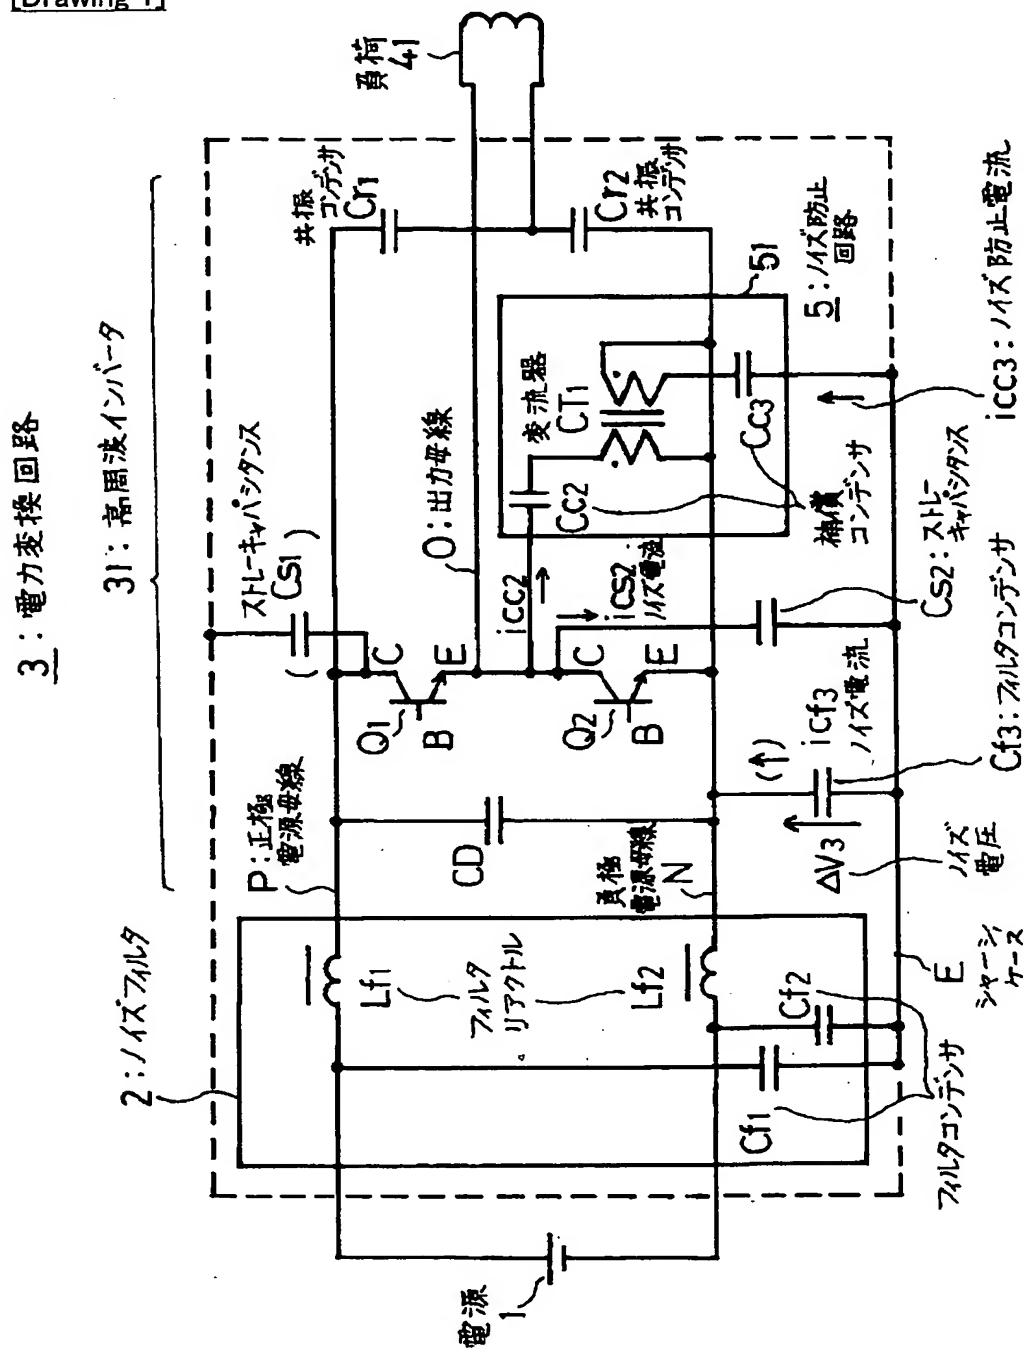 [Drawing 1]
3：電力変換回路
31：高周波インバータ
2：ノイズフィルタ
電源
1
P：正極
電源母線
Lf1
フィルタ
リアクトル
Lf2
Cf1
Cf2
フィルタコンデンサ
CD
負極
電源母線
N
ストレーキャパシタンス
( Cs1 )
Q1
C
E
B
Q2
C
E
B
O：出力母線
icc2
ics2
ノイズ電流
変流器
CT1
Cc2
Cc3
補償
コンデンサ
51
5：ノイズ防止
回路
共振
コンデンサ
Cr1
Cr2
共振
コンデンサ
負荷
41
(↑)
icf3
ノイズ電流
ΔV3
ノイズ
電圧
E
シャーシ
ケース
Cf3：フィルタコンデンサ
Cs2：ストレー
キャパシタンス
icc3：ノイズ防止電流